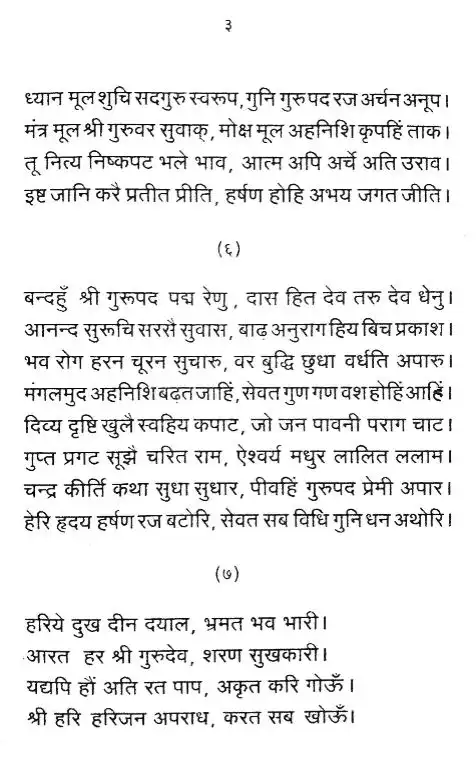 ३
ध्यान मूल शुचि सदगुरु स्वरूप, गुनि गुरु पद रज अर्चन अनूप।
मंत्र मूल श्री गुरुवर सुवाक्, मोक्ष मूल अहनिशि कृपहिं ताक।
तू नित्य निष्कपट भले भाव, आत्म अपि अर्चे अति उराव।
इष्ट जानि करै प्रतीत प्रीति, हर्षण होहि अभय जगत जीति।
(६)
बन्दहुँ श्री गुरुपद पद्म रेणु, दास हित देव तरु देव धेनु।
आनन्द सुरूचि सरसै सुवास, बाढ़ अनुराग हिय बिच प्रकाश।
भव रोग हरन चूरन सुचारु, वर बुद्धि छुधा वर्धति अपारु।
मंगलमुद अहनिशि बढ़त जाहिं, सेवत गुण गण वश होहिं आहिं।
दिव्य दृष्टि खुलै स्वहिय कपाट, जो जन पावनी पराग चाट।
गुप्त प्रगट सूझै चरित राम, ऐश्वर्य मधुर लालित ललाम।
चन्द्र कीर्ति कथा सुधा सुधार, पीवहिं गुरुपद प्रेमी अपार।
हेरि हृदय हर्षण रज बटोरि, सेवत सब विधि गुनि धन अथोरि।
(७)
हरिये दुख दीन दयाल, भ्रमत भव भारी।
आरत हर श्री गुरुदेव, शरण सुखकारी।
यद्यपि हौं अति रत पाप, अकृत करि गोऊँ।
श्री हरि हरिजन अपराध, करत सब खोऊँ।